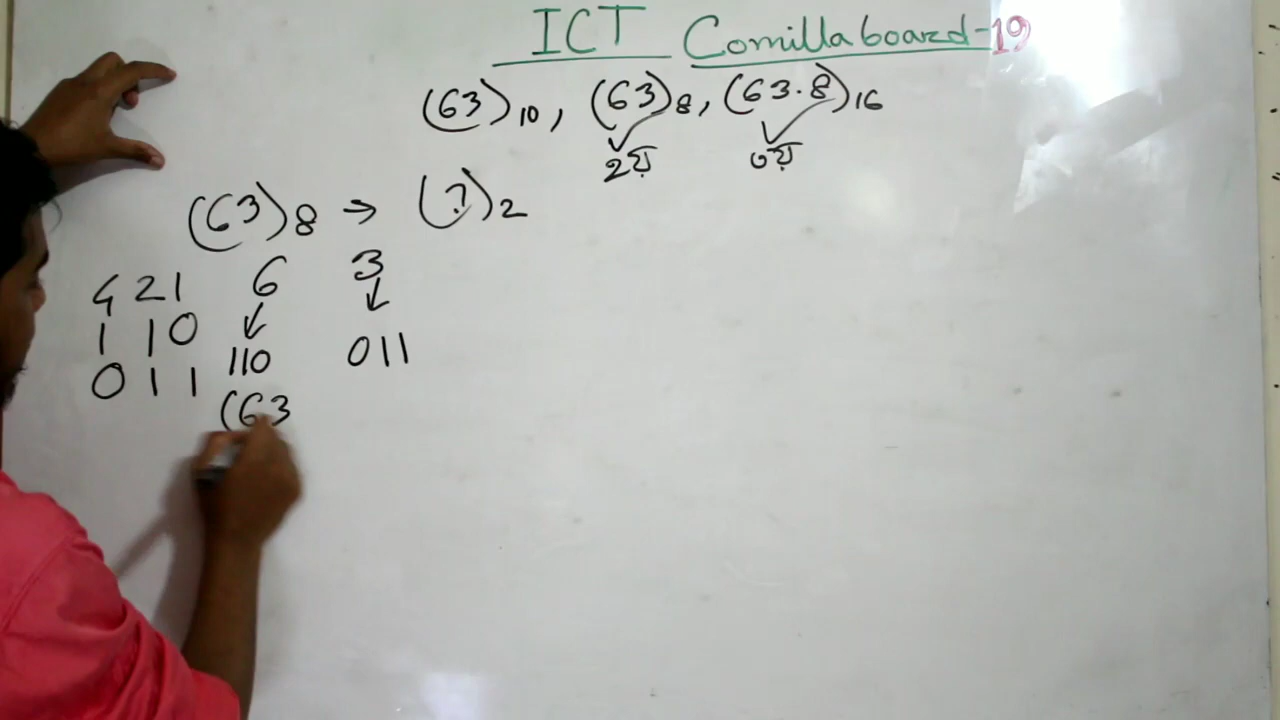 ICT Comilla board-19
(63)10, (63)8, (63.8)16
2য় ৩য়
(63)8 → (?)2
4 2 1 6 3
1 1 0 ↓ ↓
0 1 1 110 011
(63